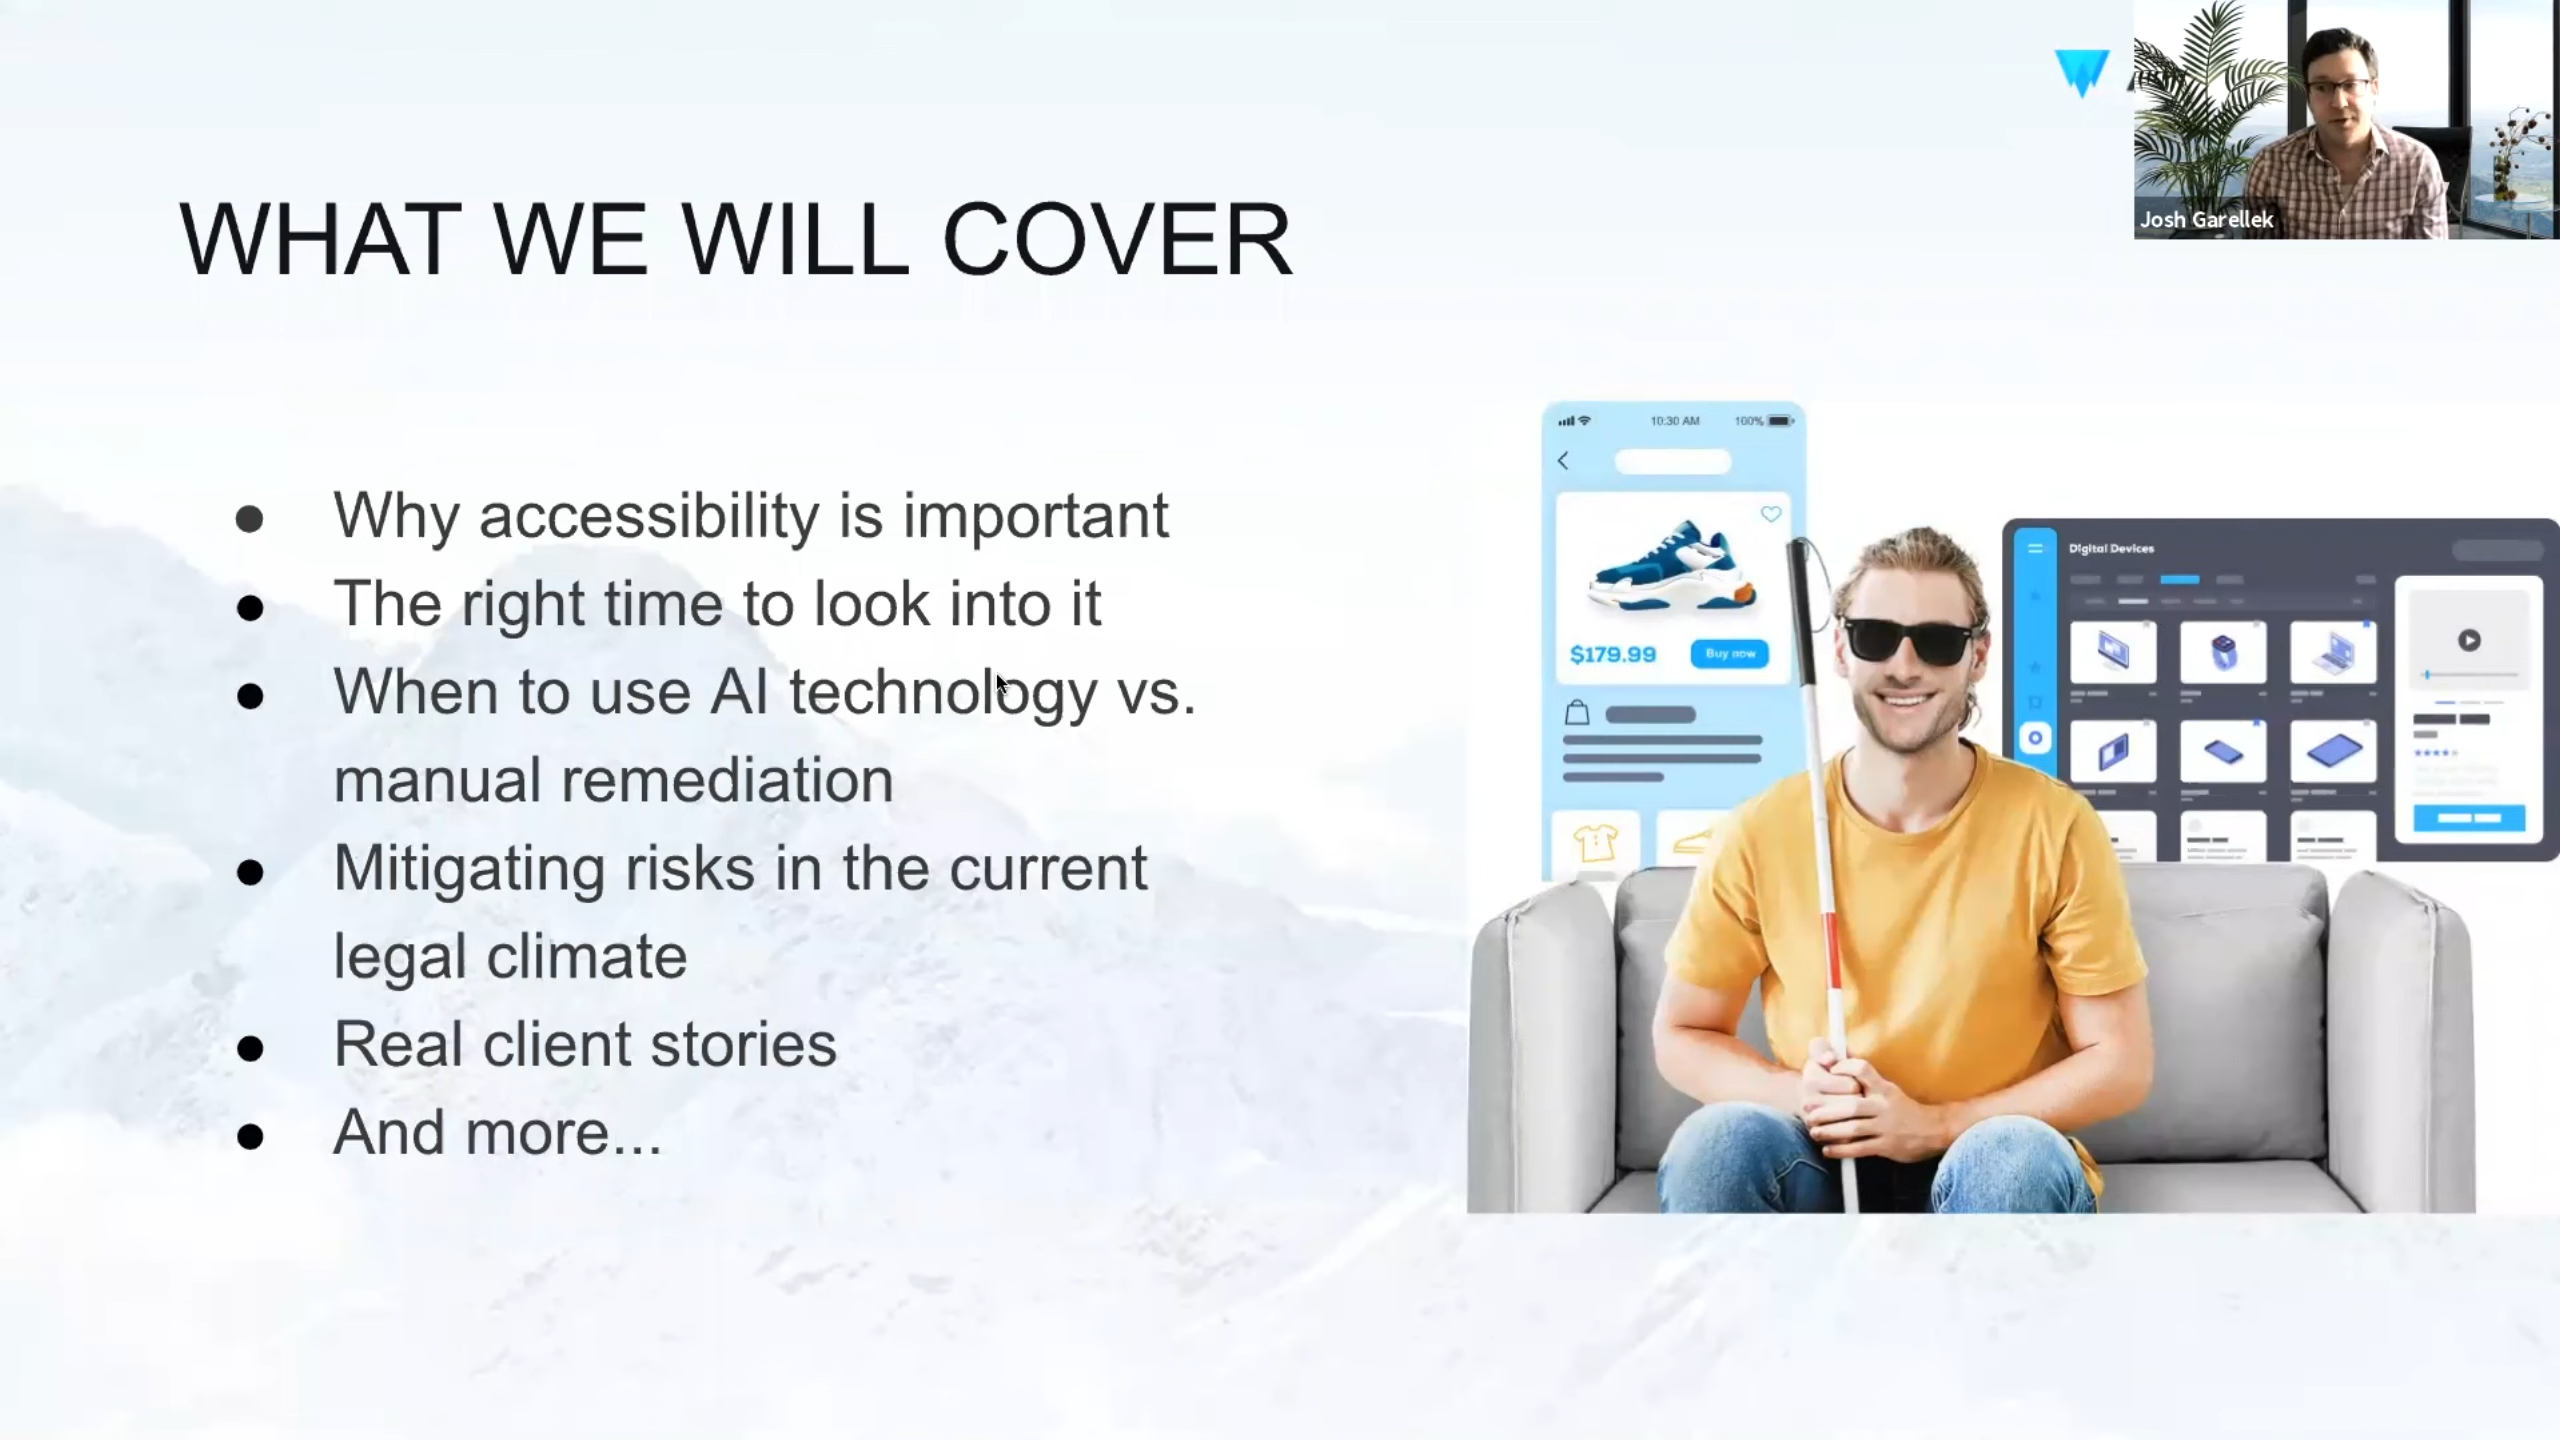 Josh Garellek
WHAT WE WILL COVER
● Why accessibility is important
● The right time to look into it
● When to use AI technology vs.
manual remediation
● Mitigating risks in the current
legal climate
● Real client stories
● And more...
10:30 AM 100%
$179.99 Buy now
Digital Devices